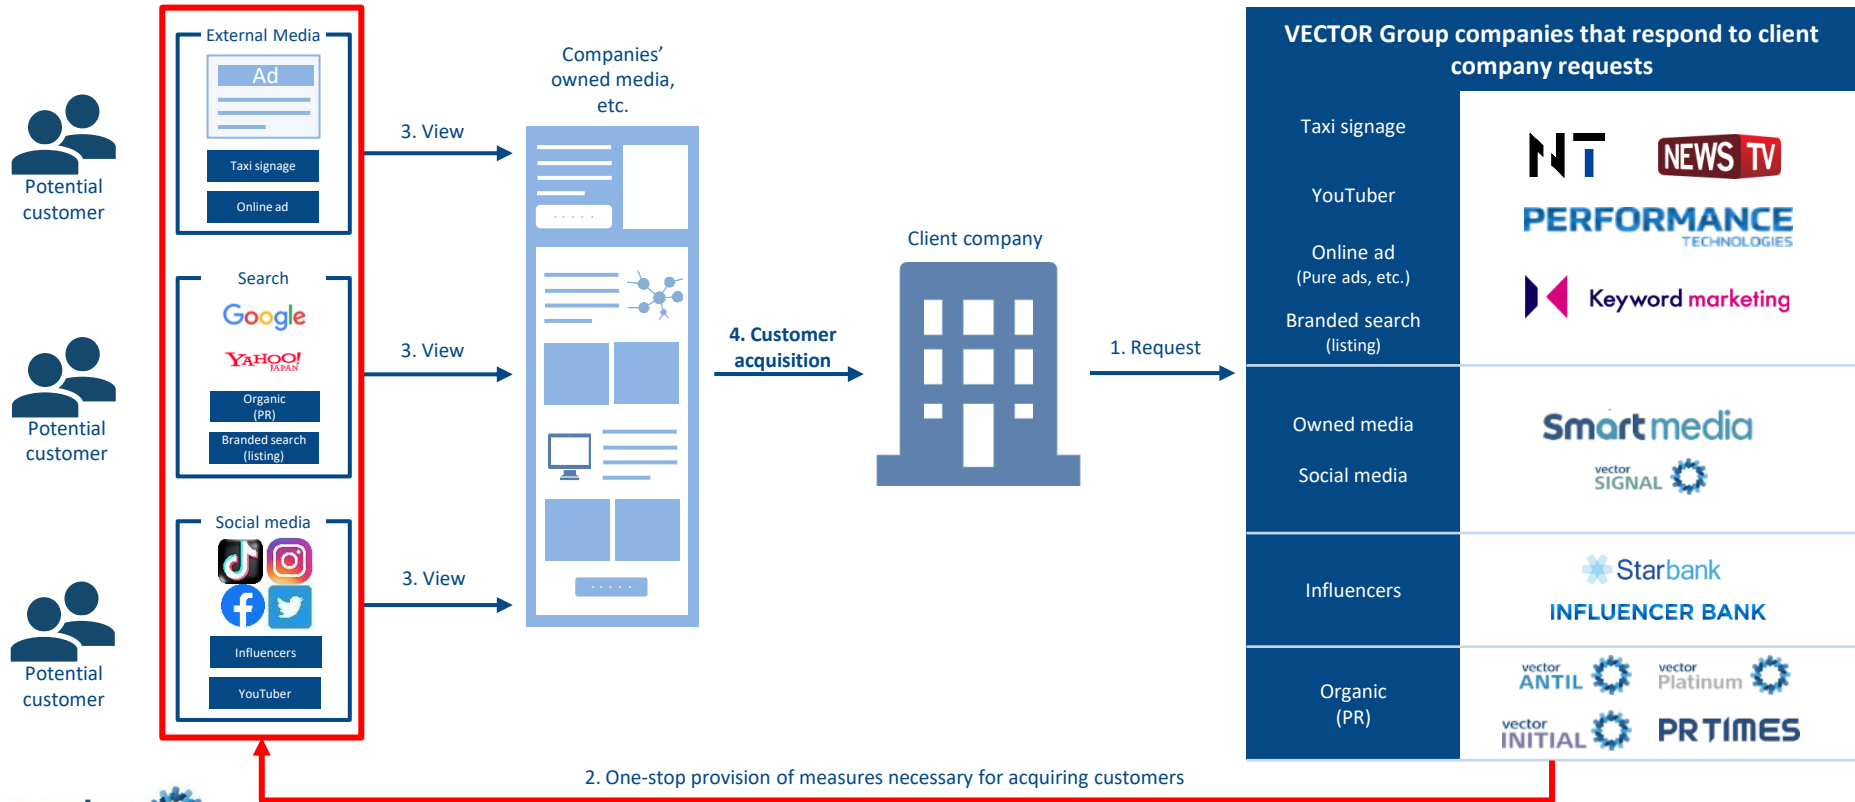 External Media
Ad
Taxi signage
Online ad
Potential
customer
3. View
Search
Google
YAHOO!
JAPAN
Organic
(PR)
Branded search
(listing)
Potential
customer
3. View
Social media
Influencers
YouTuber
Potential
customer
3. View
Companies’
owned media,
etc.
4. Customer
acquisition
Client company
1. Request
2. One-stop provision of measures necessary for acquiring customers
VECTOR Group companies that respond to client
company requests
Taxi signage
YouTuber
Online ad
(Pure ads, etc.)
Branded search
(listing)
NT
NEWS TV
PERFORMANCE
TECHNOLOGIES
Keyword marketing
Owned media
Social media
Smartmedia
vector
SIGNAL
Influencers
Starbank
INFLUENCER BANK
Organic
(PR)
vector
ANTIL
vector
Platinum
vector
INITIAL
PR TIMES